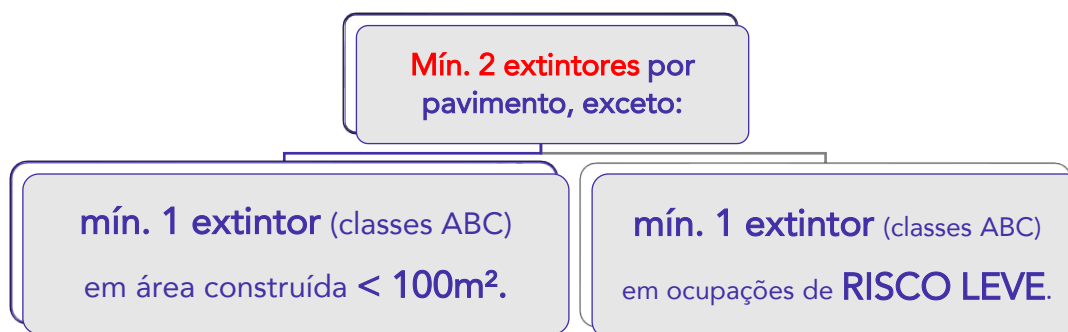 Mín. 2 extintores por
pavimento, exceto:
mín. 1 extintor (classes ABC)
em área construída < 100m².
mín. 1 extintor (classes ABC)
em ocupações de RISCO LEVE.